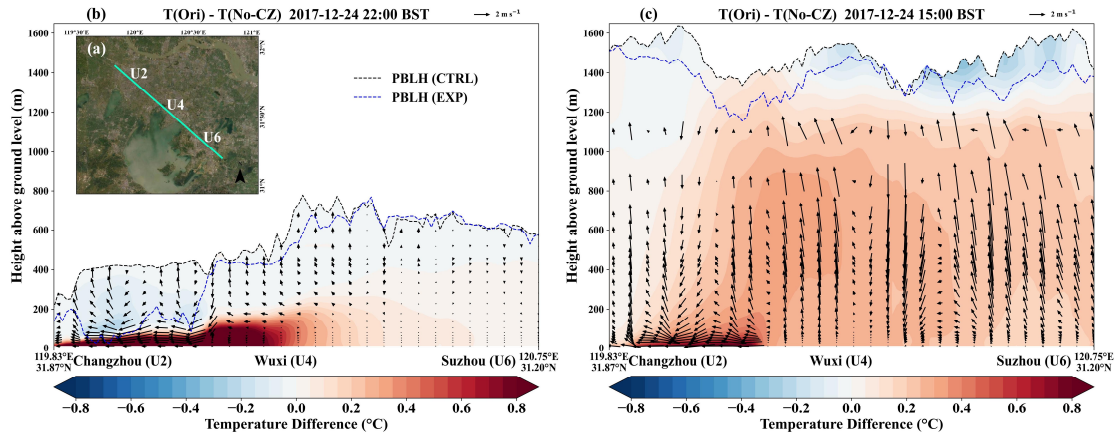 (b) T(Ori) - T(No-CZ) 2017-12-24 22:00 BST 2 m s⁻¹
119°30'E 120°E 120°30'E 121°E
(a)
U2
U4
U6
32°N
31°30'N
31°N
PBLH (CTRL)
PBLH (EXP)
Height above ground level (m)
1600
1400
1200
1000
800
600
400
200
0
119.83°E
31.87°N
Changzhou (U2) Wuxi (U4) Suzhou (U6)
120.75°E
31.20°N
−0.8 −0.6 −0.4 −0.2 0.0 0.2 0.4 0.6 0.8
Temperature Difference (°C)
(c) T(Ori) - T(No-CZ) 2017-12-24 15:00 BST 2 m s⁻¹
Height above ground level (m)
1600
1400
1200
1000
800
600
400
200
0
119.83°E
31.87°N
Changzhou (U2) Wuxi (U4) Suzhou (U6)
120.75°E
31.20°N
−0.8 −0.6 −0.4 −0.2 0.0 0.2 0.4 0.6 0.8
Temperature Difference (°C)